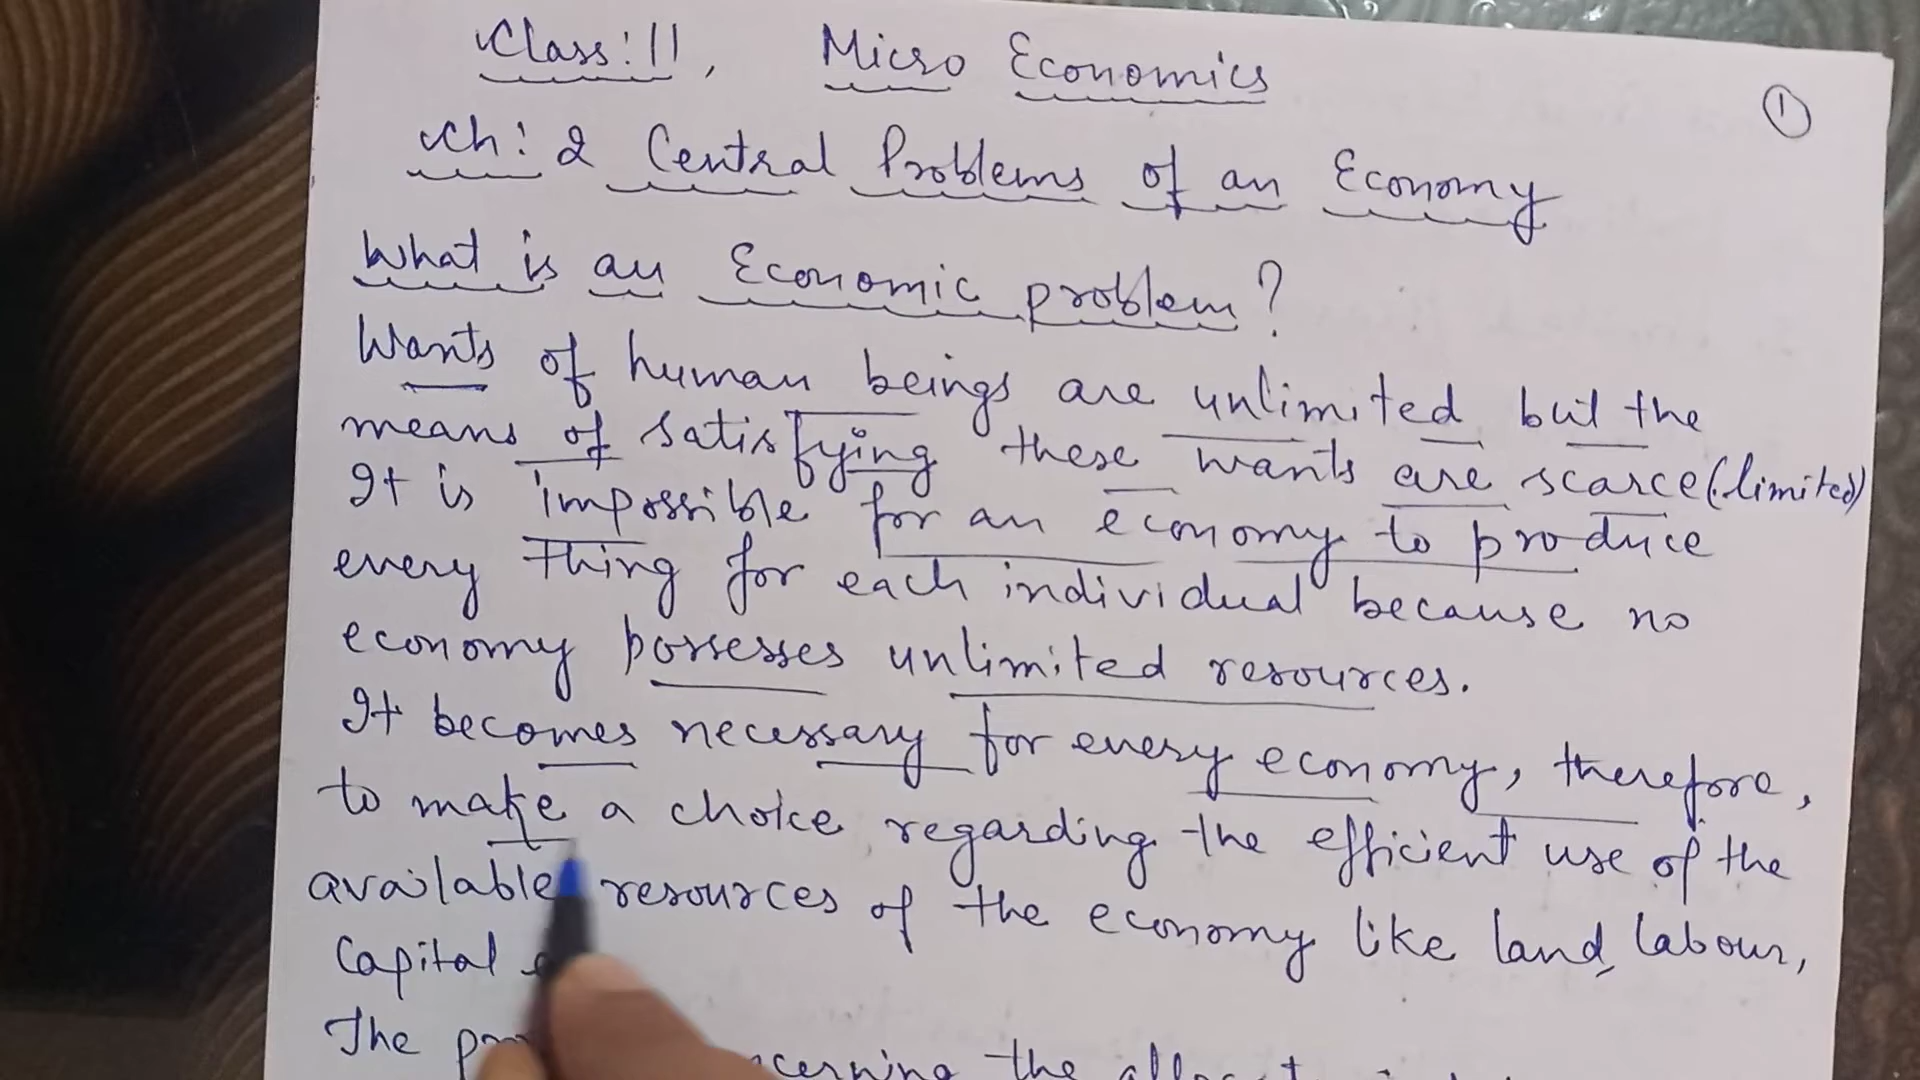 Class: 11, Micro Economics
1
Ch: 2 Central Problems of an Economy
What is an Economic problem?
Wants of human beings are unlimited but the
means of satisfying these wants are scarce (limited)
It is impossible for an economy to produce
every thing for each individual because no
economy possesses unlimited resources.
It becomes necessary for every economy, therefore,
to make a choice regarding the efficient use of the
available resources of the economy like land, labour,
Capital
The the